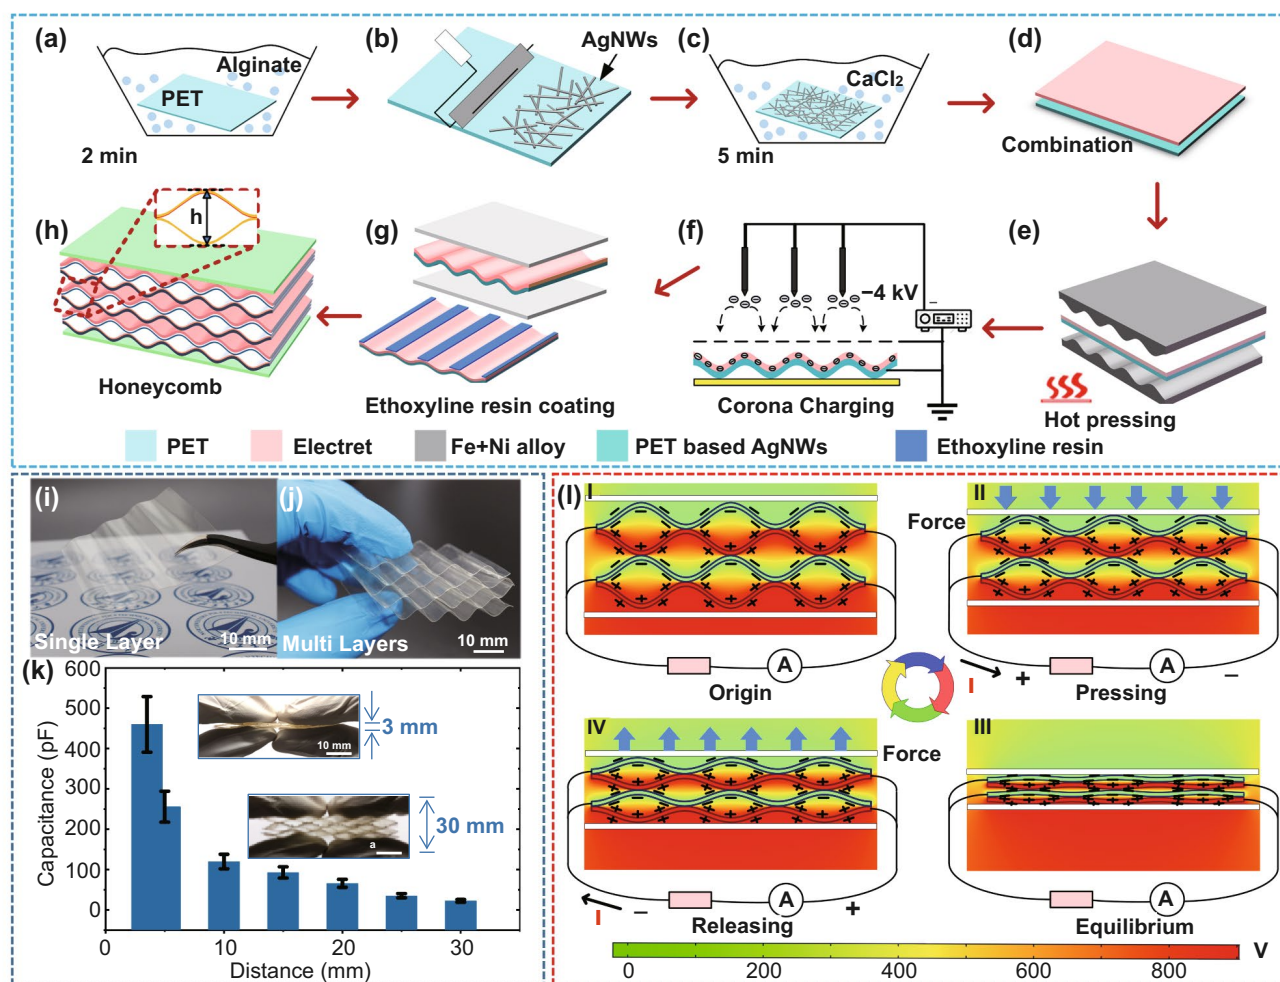 (a)
Alginate
PET
2 min
(b)
AgNWs
(c)
CaCl₂
5 min
(d)
Combination
(h)
h
Honeycomb
(g)
Ethoxyline resin coating
(f)
−4 kV
−
Corona Charging
(e)
Hot pressing
PET
Electret
Fe+Ni alloy
PET based AgNWs
Ethoxyline resin
(i)
Single Layer
10 mm
(j)
Multi Layers
10 mm
(k)
Capacitance (pF)
600
500
450
400
300
200
100
0
10
20
30
Distance (mm)
3 mm
10 mm
30 mm
a
(l)
I
A
Origin
II
Force
I
+
A
−
Pressing
IV
Force
I
−
A
+
Releasing
III
A
Equilibrium
V
0
200
400
600
800